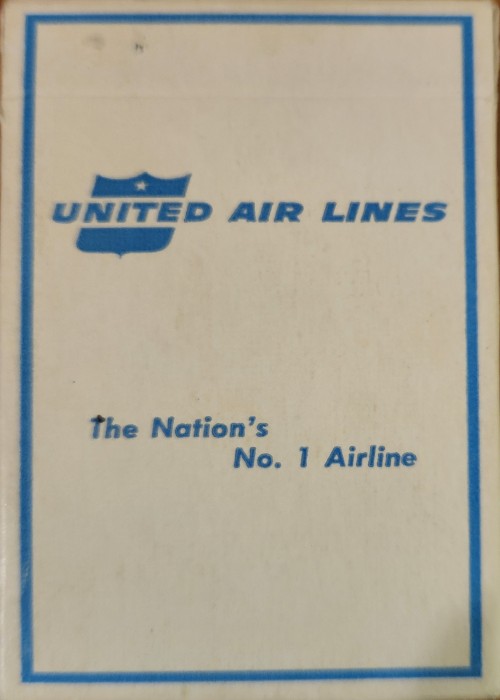 UNITED AIR LINES
The Nation's
No. 1 Airline